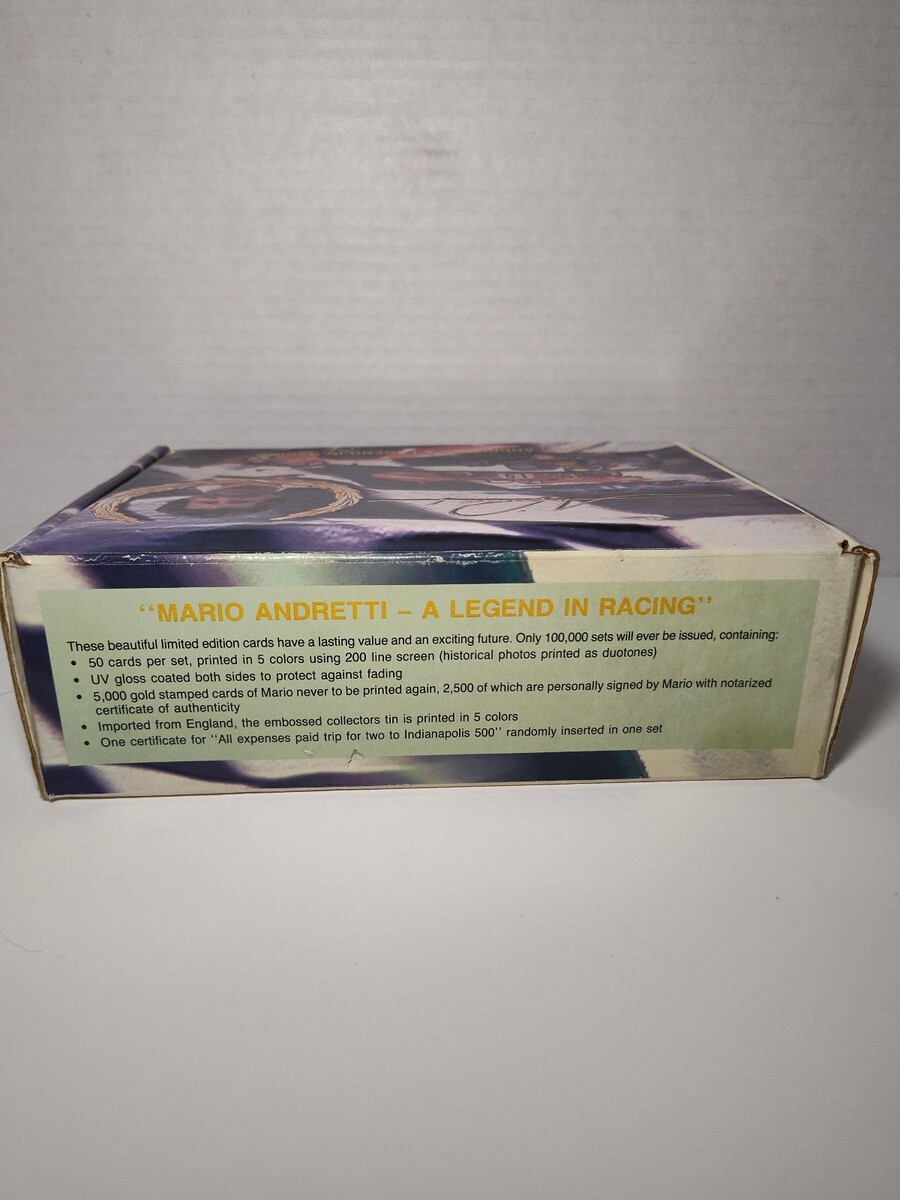 “MARIO ANDRETTI – A LEGEND IN RACING”
These beautiful limited edition cards have a lasting value and an exciting future. Only 100,000 sets will ever be issued, containing:
• 50 cards per set, printed in 5 colors using 200 line screen (historical photos printed as duotones)
• UV gloss coated both sides to protect against fading
• 5,000 gold stamped cards of Mario never to be printed again, 2,500 of which are personally signed by Mario with notarized
certificate of authenticity
• Imported from England, the embossed collectors tin is printed in 5 colors
• One certificate for “All expenses paid trip for two to Indianapolis 500” randomly inserted in one set